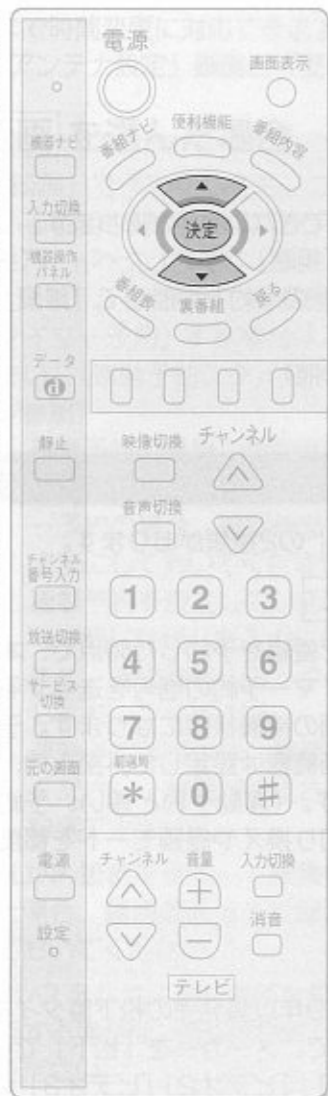 電源
画面表示
機器ナビ
番組ナビ
便利機能
番組内容
入力切換
決定
機器操作
パネル
番組表
裏番組
戻る
データ
d
静止
映像切換
チャンネル
音声切換
チャンネル
番号入力
1 2 3
放送切換
4 5 6
サービス
切換
7 8 9
元の画面
* 0 #
電源
チャンネル
音量
入力切換
設定
消音
テレビ